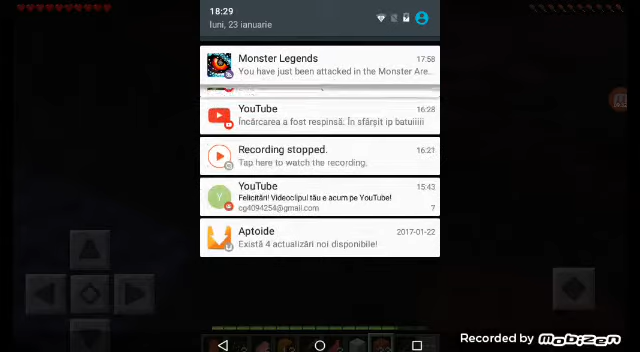 18:29
luni, 23 ianuarie
Monster Legends 17:58
You have just been attacked in the Monster Are...
YouTube 16:28
Încărcarea a fost respinsă: În sfârșit ip batuiiiii
Recording stopped. 16:21
Tap here to watch the recording.
YouTube 15:43
Felicitări! Videoclipul tău e acum pe YouTube!
cg4094254@gmail.com 7
Aptoide 2017-01-22
Există 4 actualizări noi disponibile!
Recorded by Mobizen